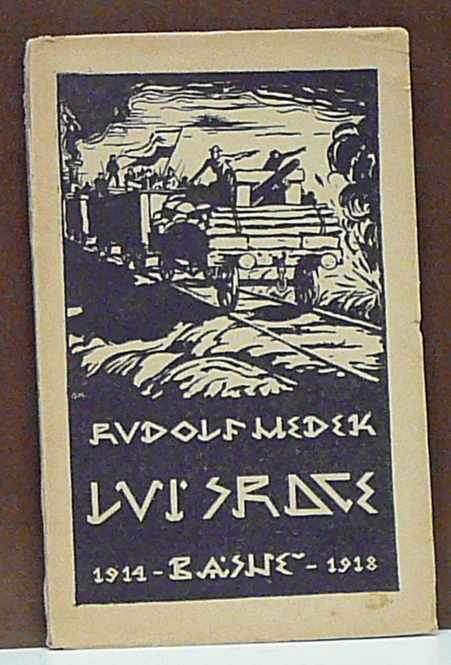 RUDOLF MEDEK
LVÍ SRDCE
1914 - BÁSNĚ - 1918